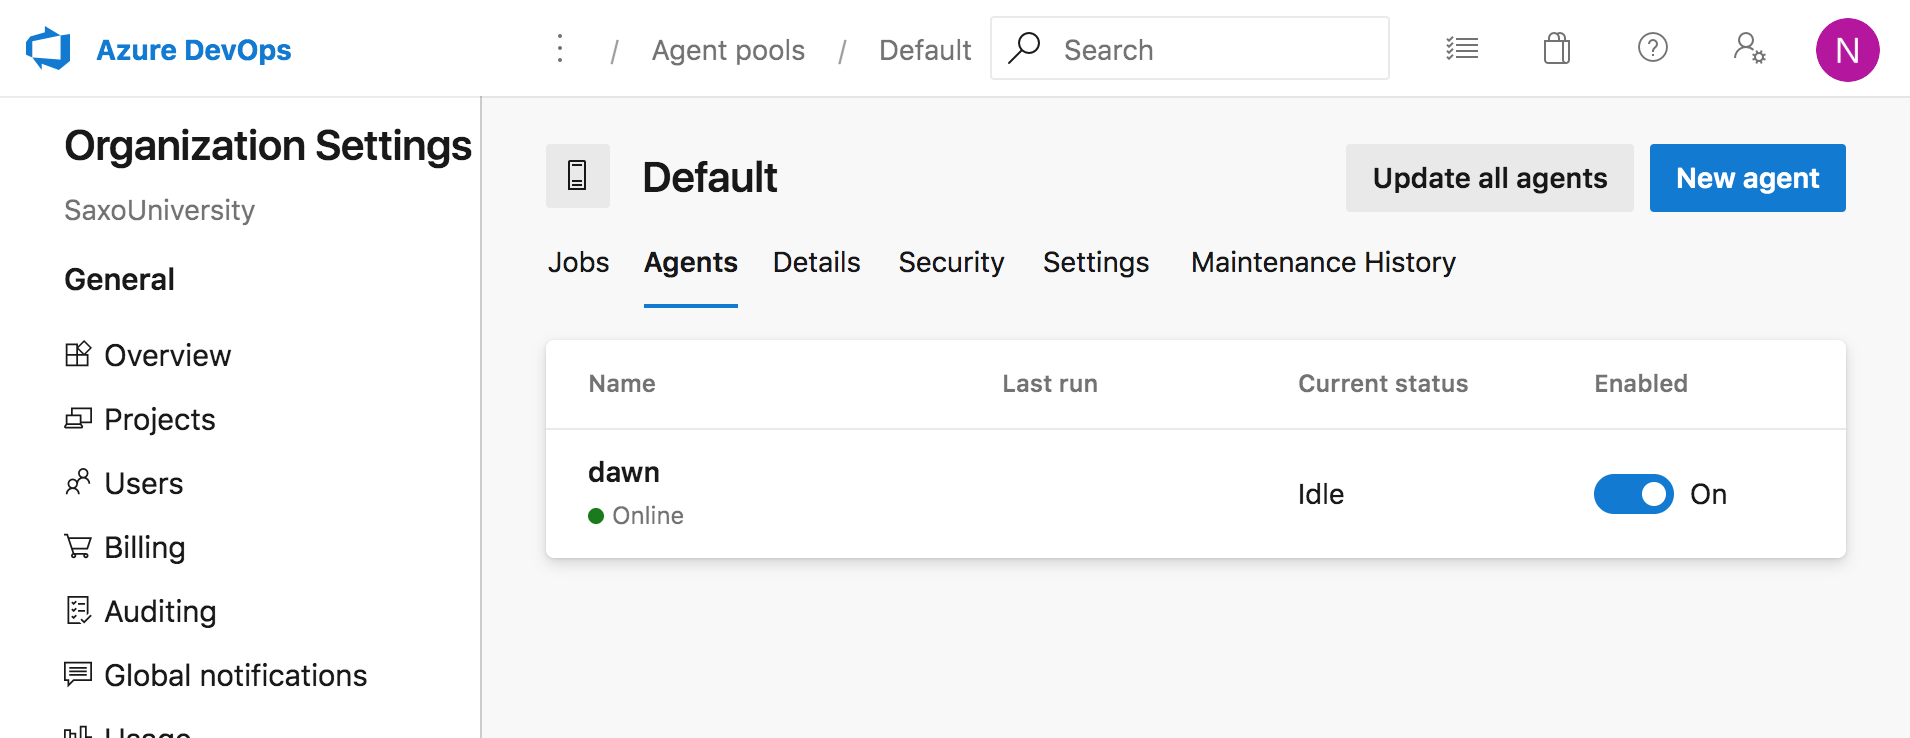 Azure DevOps
/ Agent pools / Default
Search
N
Organization Settings
SaxoUniversity
General
Overview
Projects
Users
Billing
Auditing
Global notifications
Usage
Default
Update all agents
New agent
Jobs Agents Details Security Settings Maintenance History
Name Last run Current status Enabled
dawn
Online
Idle
On